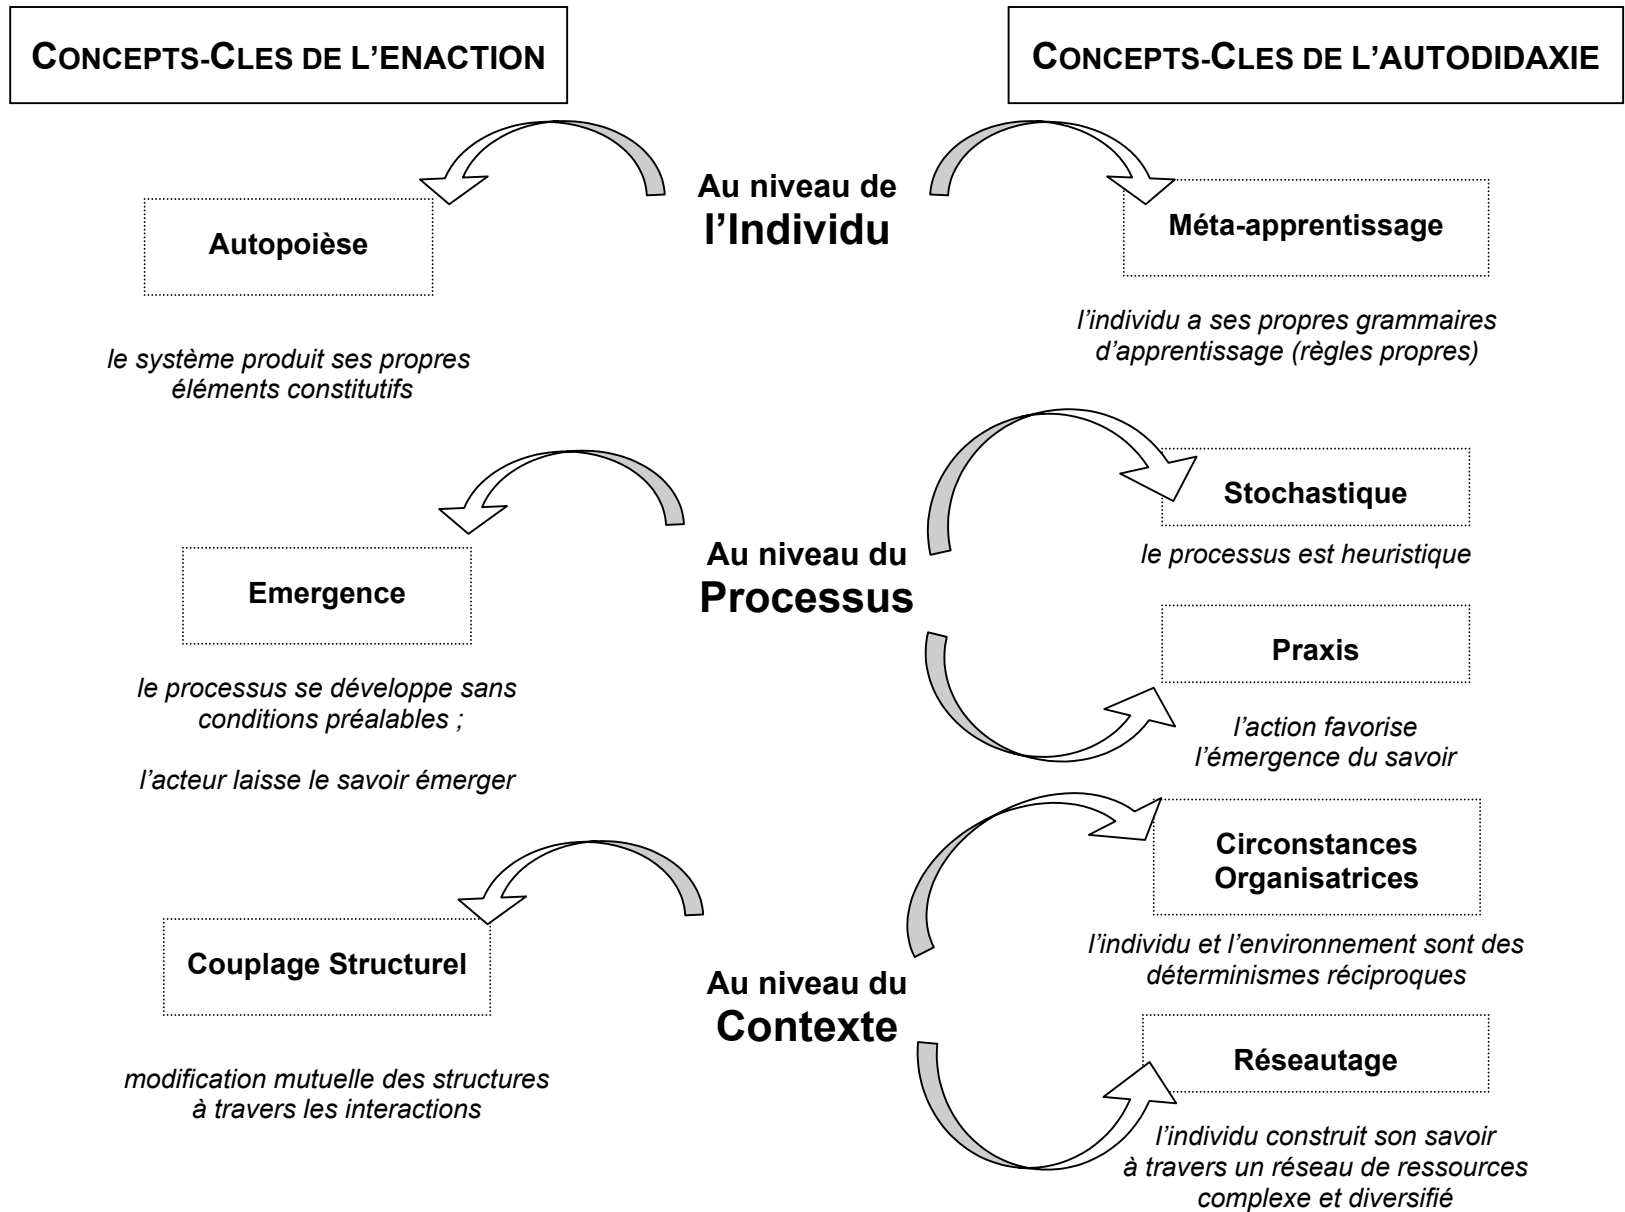 CONCEPTS-CLES DE L'ENACTION
CONCEPTS-CLES DE L'AUTODIDAXIE
Au niveau de
l'Individu
Autopoièse
le système produit ses propres
éléments constitutifs
Méta-apprentissage
l'individu a ses propres grammaires
d'apprentissage (règles propres)
Au niveau du
Processus
Emergence
le processus se développe sans
conditions préalables ;
l'acteur laisse le savoir émerger
Stochastique
le processus est heuristique
Praxis
l'action favorise
l'émergence du savoir
Au niveau du
Contexte
Couplage Structurel
modification mutuelle des structures
à travers les interactions
Circonstances
Organisatrices
l'individu et l'environnement sont des
déterminismes réciproques
Réseautage
l'individu construit son savoir
à travers un réseau de ressources
complexe et diversifié